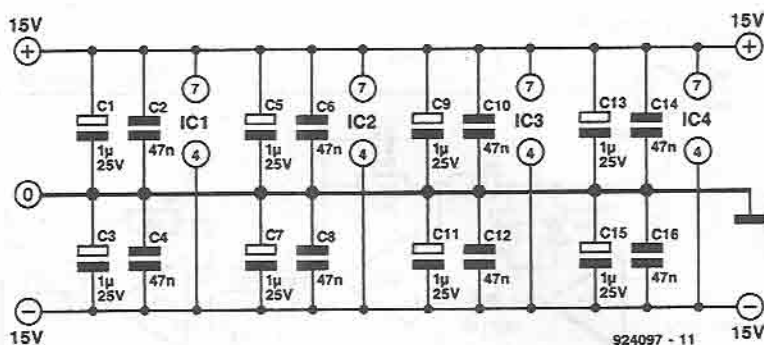 15V 15V
+ +
7 7 7 7
C1 C2 IC1 C5 C6 IC2 C9 C10 IC3 C13 C14 IC4
4 4 4 4
1µ 25V 47n 1µ 25V 47n 1µ 25V 47n 1µ 25V 47n
0
C3 C4 C7 C8 C11 C12 C15 C16
1µ 25V 47n 1µ 25V 47n 1µ 25V 47n 1µ 25V 47n
− −
15V 15V
924097 - 11